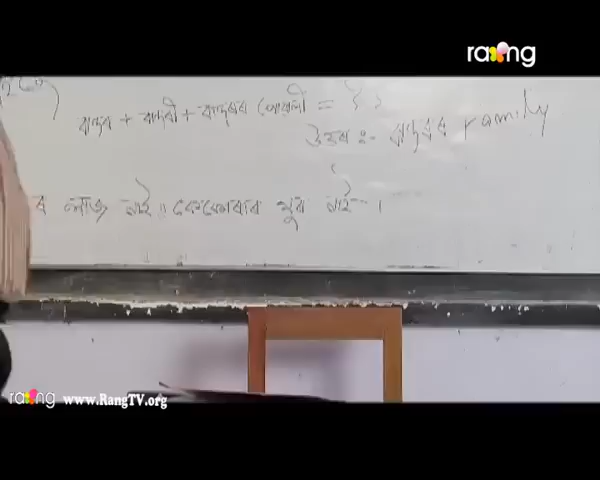 rang
বান্দৰ + বান্দৰী + বান্দৰৰ পোৱালী = ?
উত্তৰ :- বান্দৰৰ Family
ৰ লাজ নাই ॥ কেকোৰাৰ মূৰ নাই ।
rang www.RangTV.org